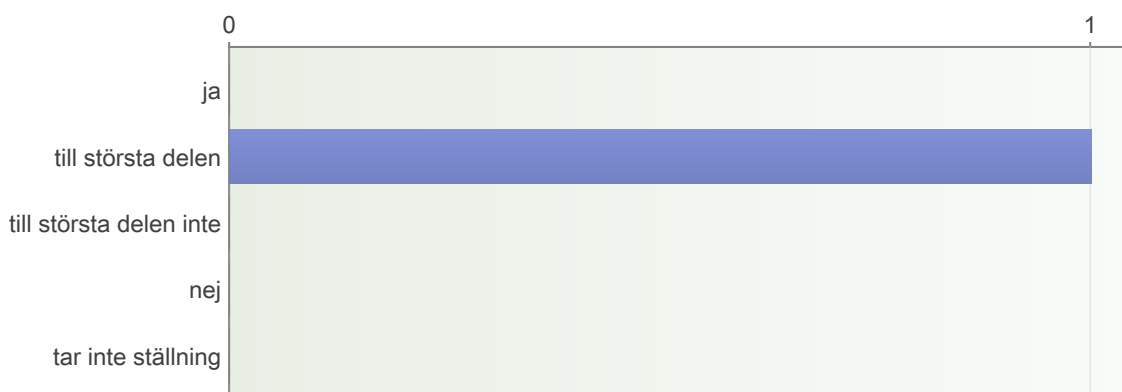 0 1
ja
till största delen
till största delen inte
nej
tar inte ställning